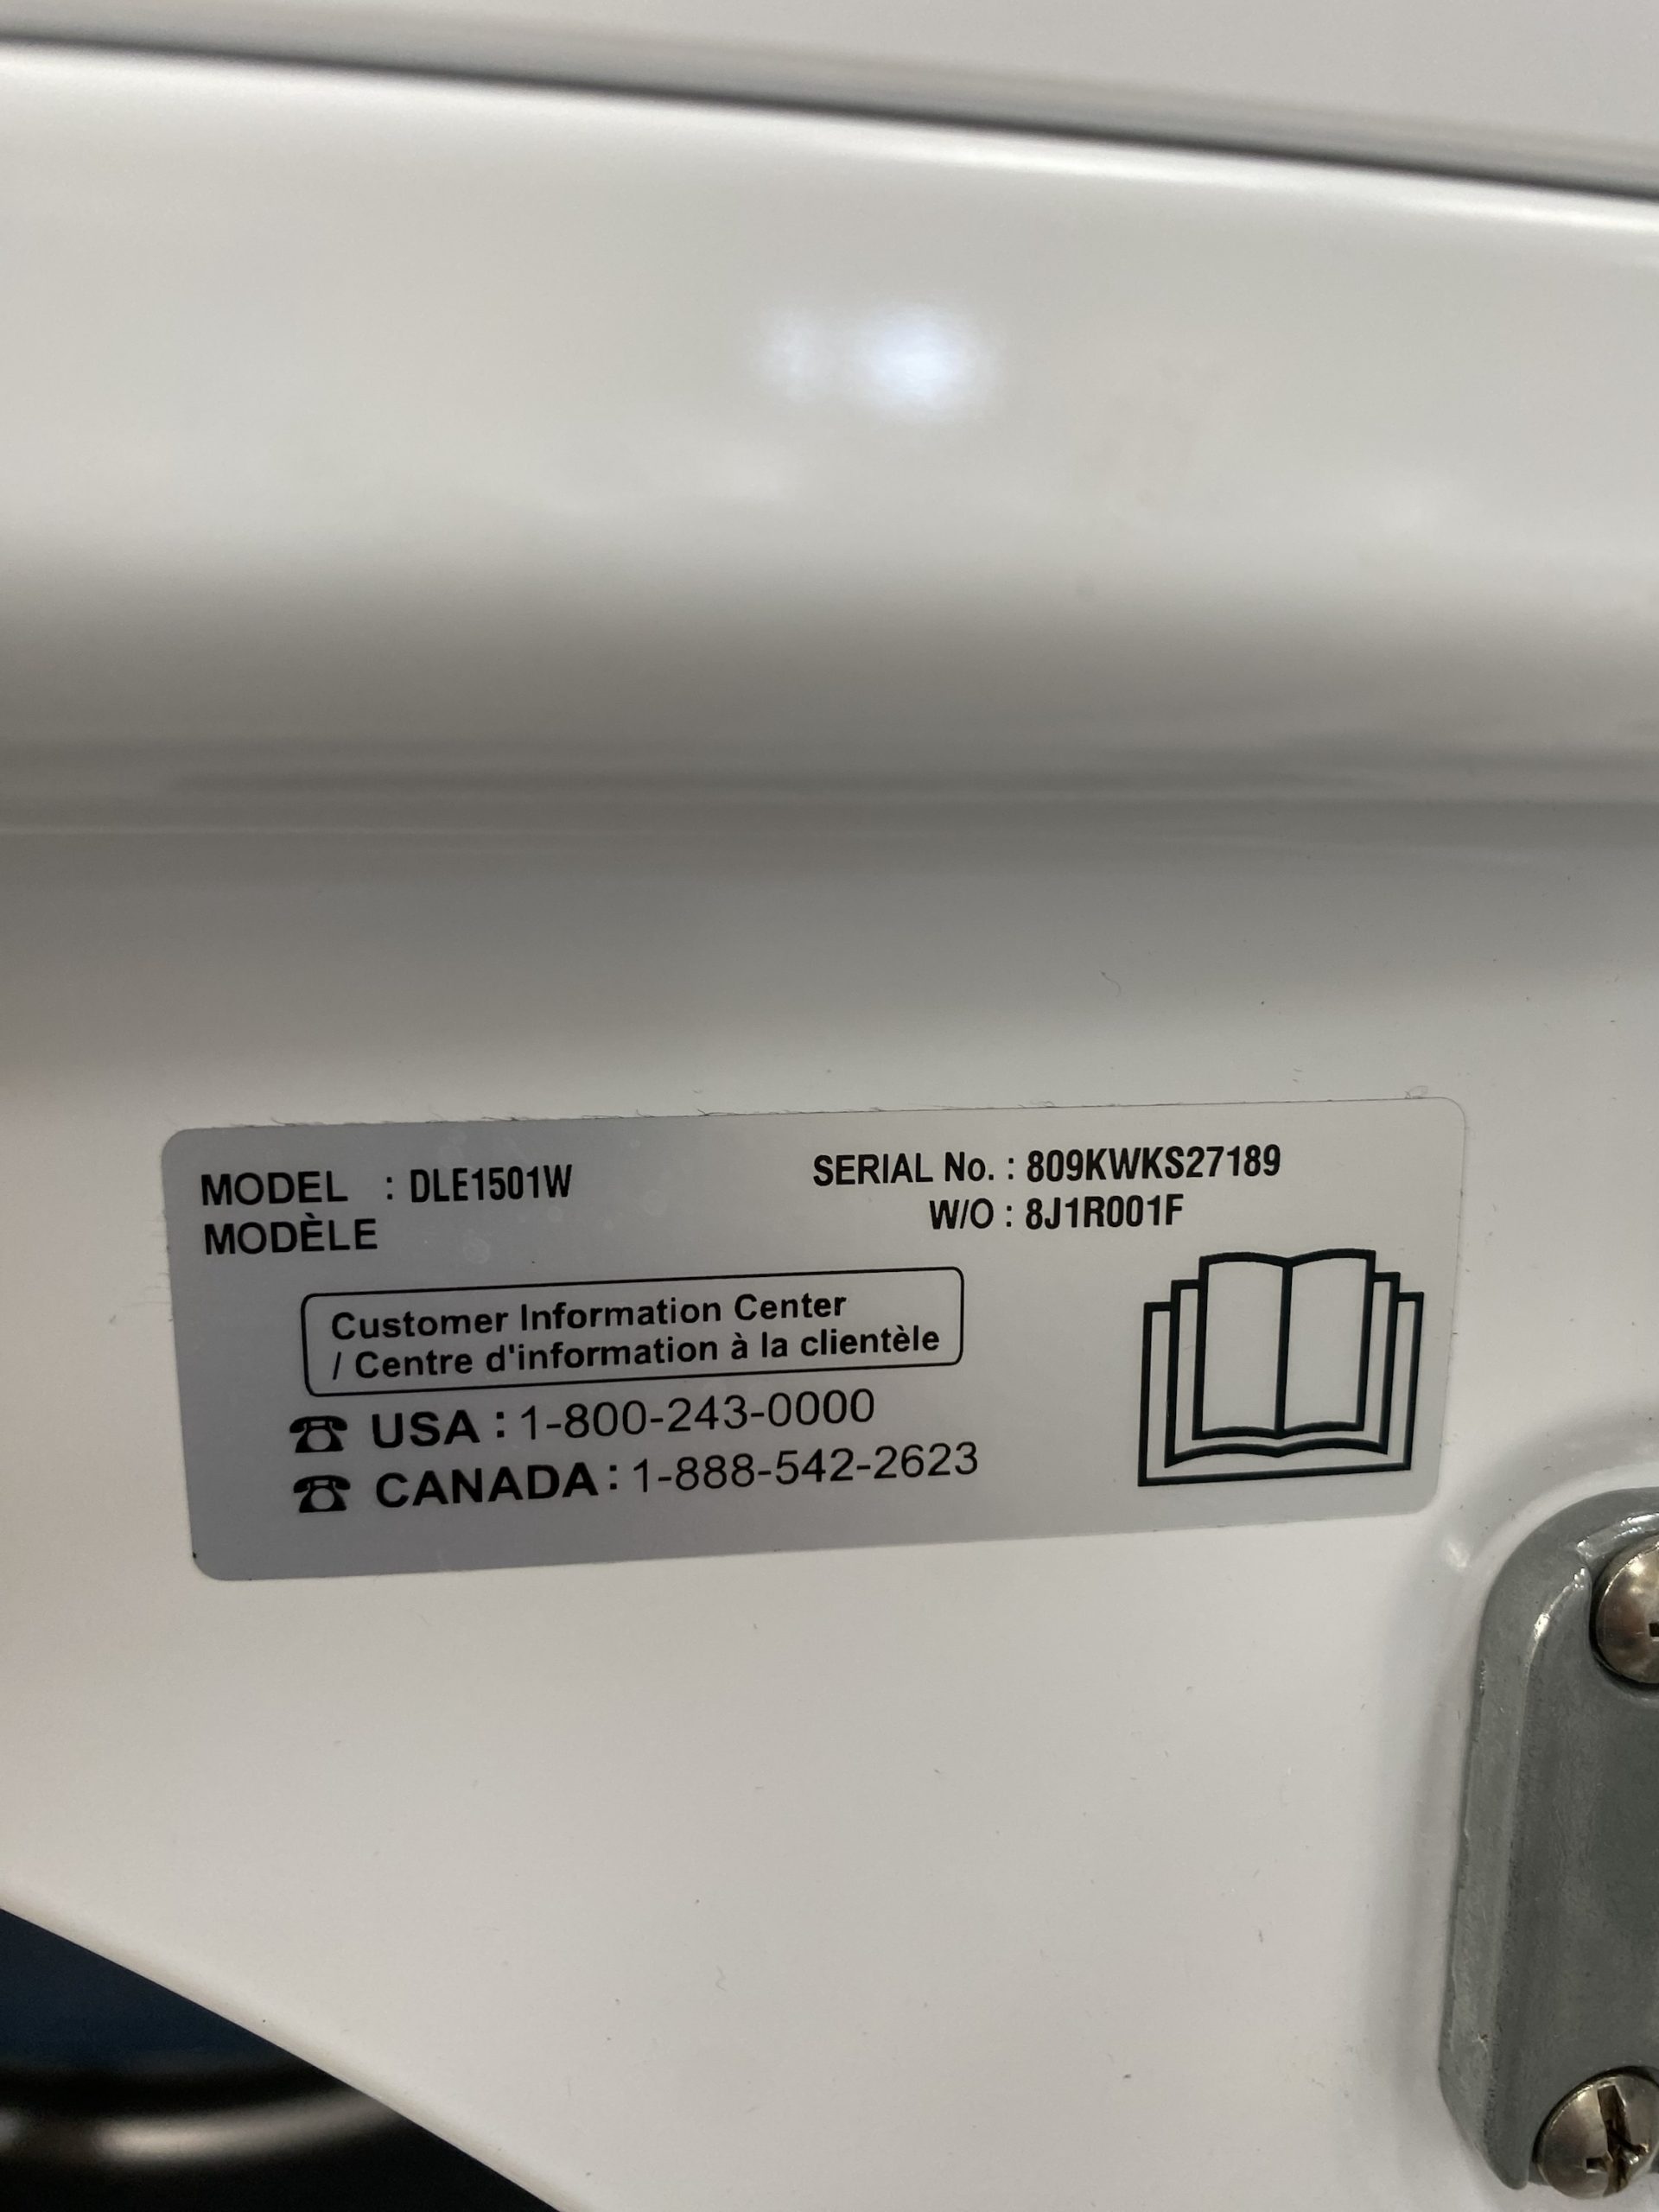 MODEL : DLE1501W
MODÈLE
SERIAL No. : 809KWKS27189
W/O : 8J1R001F
Customer Information Center
/ Centre d'information à la clientèle
☎ USA : 1-800-243-0000
☎ CANADA : 1-888-542-2623